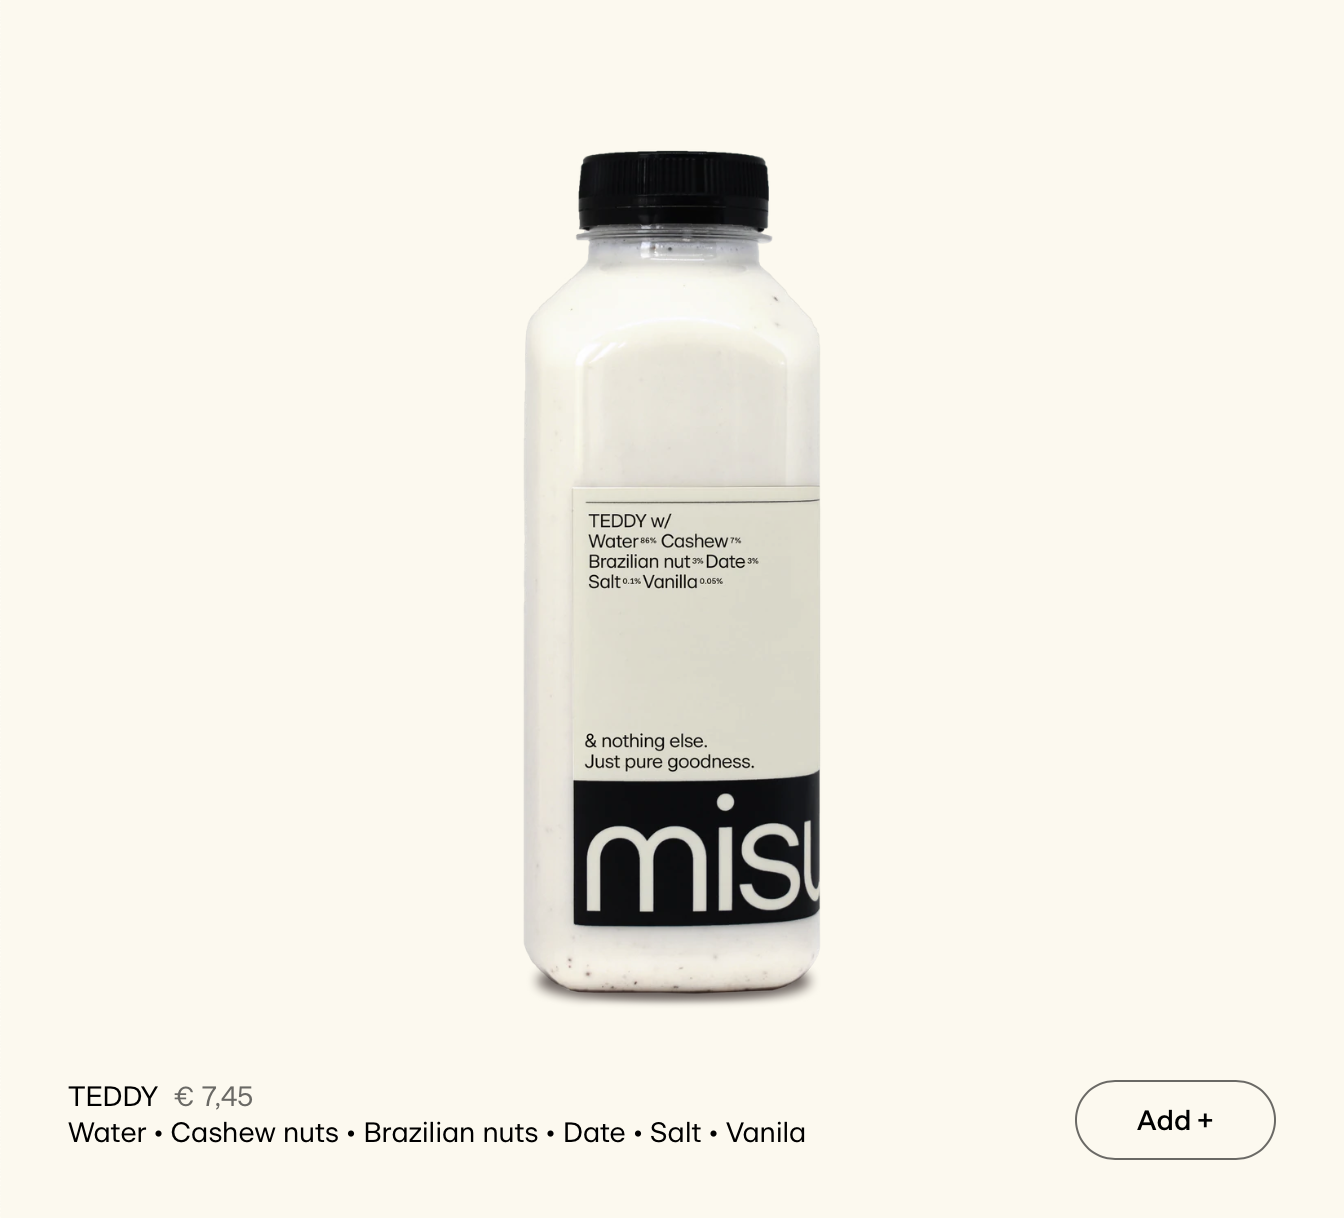 TEDDY w/
Water 86% Cashew 7%
Brazilian nut 3% Date 3%
Salt 0.1% Vanilla 0.05%
& nothing else.
Just pure goodness.
misu
TEDDY € 7,45
Water • Cashew nuts • Brazilian nuts • Date • Salt • Vanila
Add +